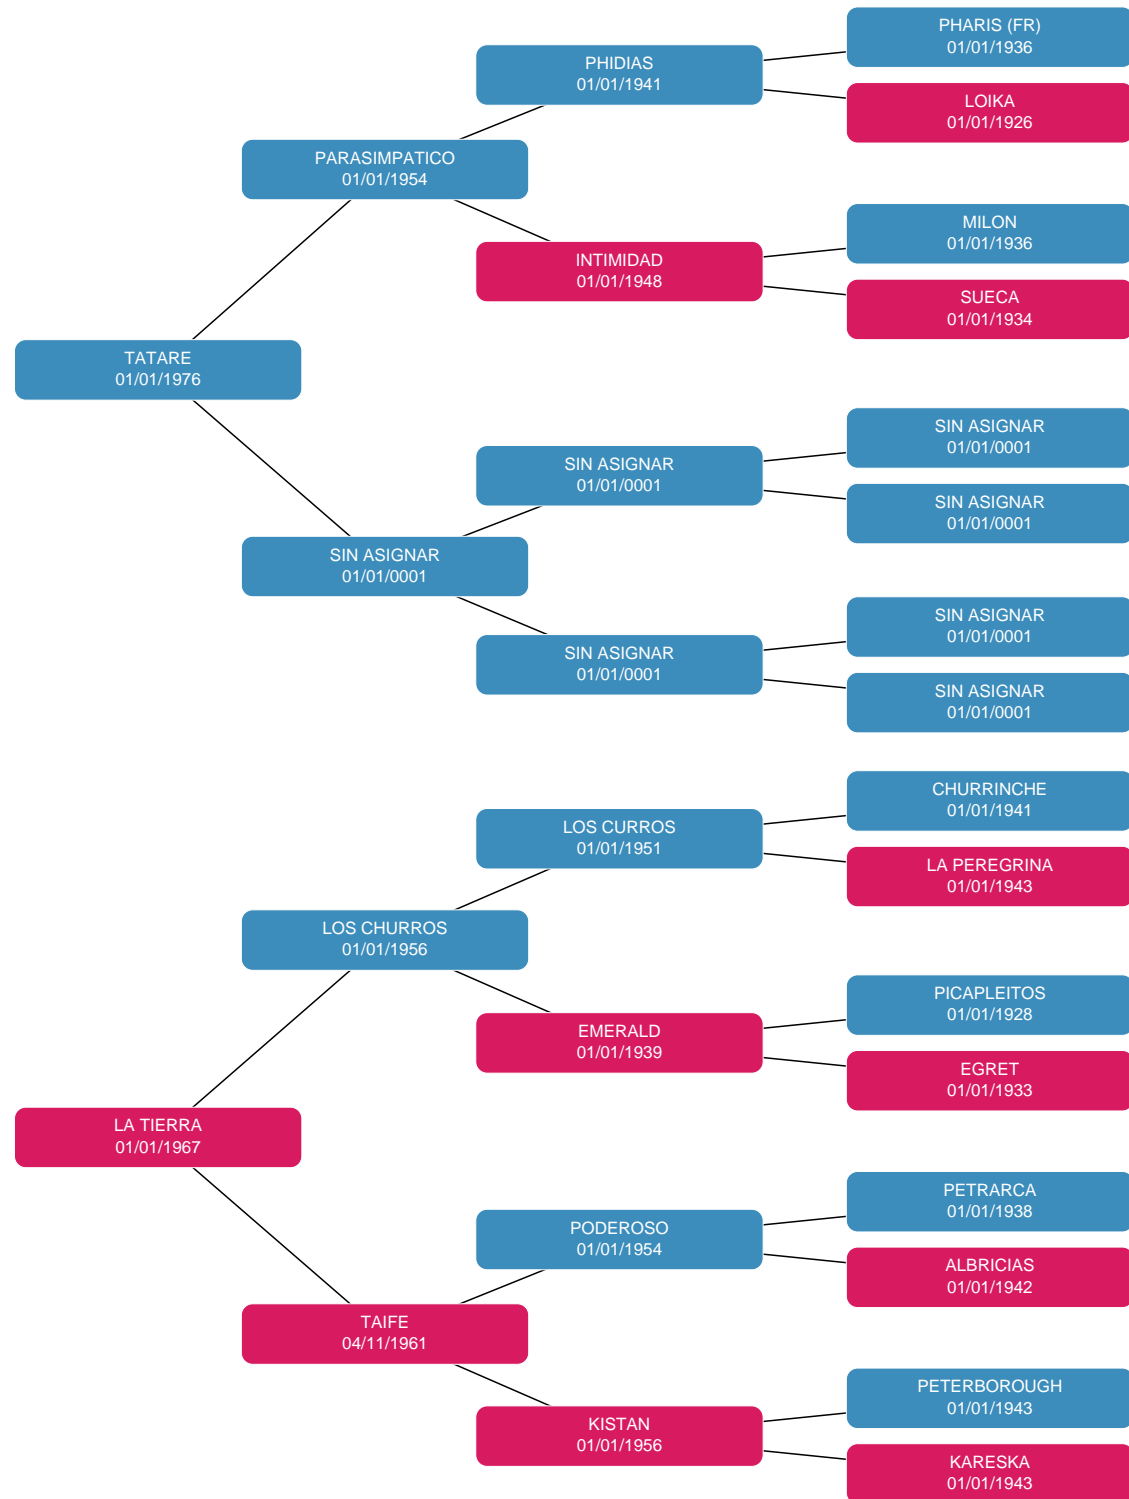 PHARIS (FR)
01/01/1936
PHIDIAS
01/01/1941
LOIKA
01/01/1926
PARASIMPATICO
01/01/1954
MILON
01/01/1936
INTIMIDAD
01/01/1948
SUECA
01/01/1934
TATARE
01/01/1976
SIN ASIGNAR
01/01/0001
SIN ASIGNAR
01/01/0001
SIN ASIGNAR
01/01/0001
SIN ASIGNAR
01/01/0001
SIN ASIGNAR
01/01/0001
SIN ASIGNAR
01/01/0001
SIN ASIGNAR
01/01/0001
CHURRINCHE
01/01/1941
LOS CURROS
01/01/1951
LA PEREGRINA
01/01/1943
LOS CHURROS
01/01/1956
PICAPLEITOS
01/01/1928
EMERALD
01/01/1939
EGRET
01/01/1933
LA TIERRA
01/01/1967
PETRARCA
01/01/1938
PODEROSO
01/01/1954
ALBRICIAS
01/01/1942
TAIFE
04/11/1961
PETERBOROUGH
01/01/1943
KISTAN
01/01/1956
KARESKA
01/01/1943